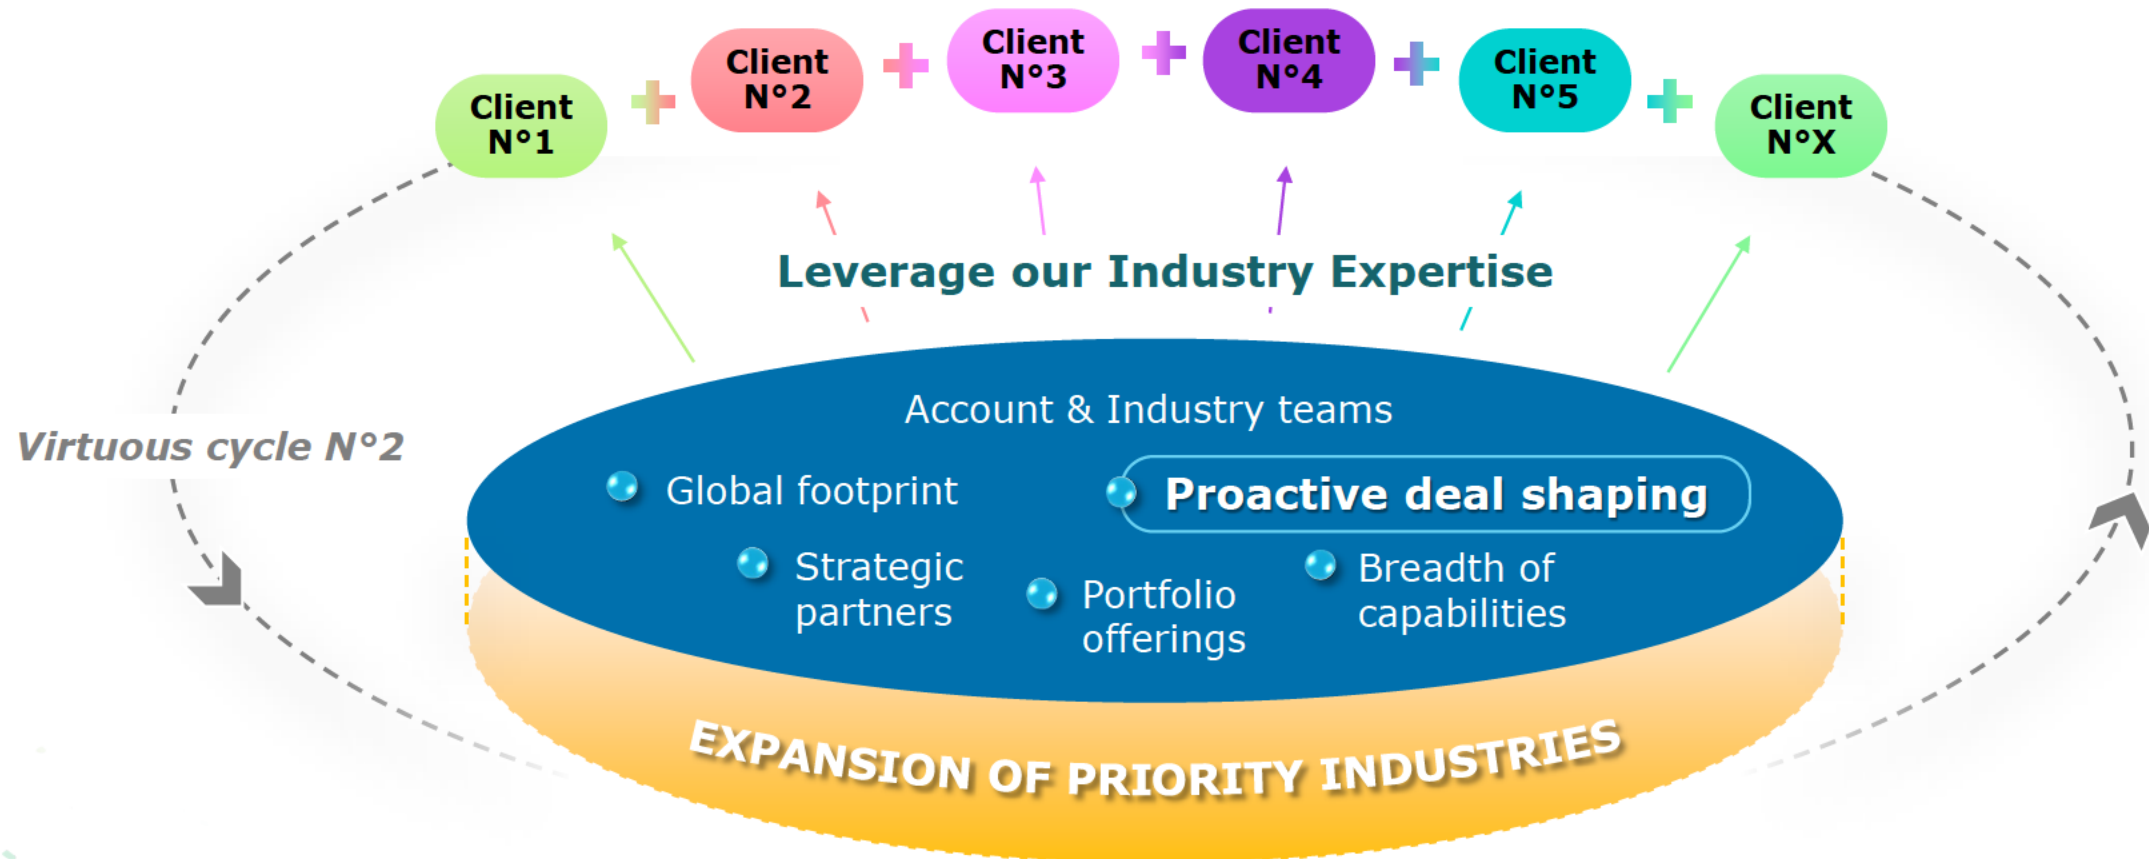 Client
N°1
Client
N°2
Client
N°3
Client
N°4
Client
N°5
Client
N°X
Leverage our Industry Expertise
Virtuous cycle N°2
Account & Industry teams
Global footprint
Proactive deal shaping
Strategic
partners
Portfolio
offerings
Breadth of
capabilities
EXPANSION OF PRIORITY INDUSTRIES